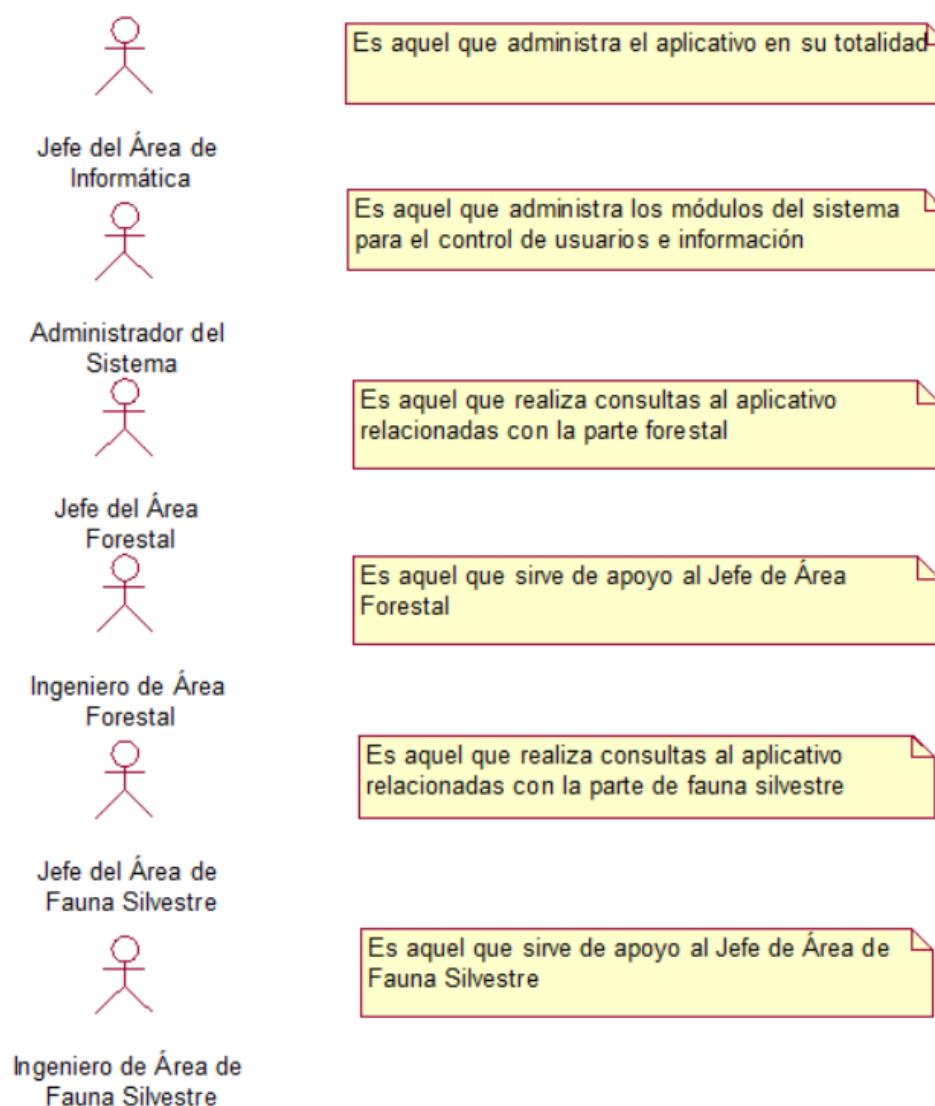 Es aquel que administra el aplicativo en su totalidad
Jefe del Área de
Informática
Es aquel que administra los módulos del sistema
para el control de usuarios e información
Administrador del
Sistema
Es aquel que realiza consultas al aplicativo
relacionadas con la parte forestal
Jefe del Área
Forestal
Es aquel que sirve de apoyo al Jefe de Área
Forestal
Ingeniero de Área
Forestal
Es aquel que realiza consultas al aplicativo
relacionadas con la parte de fauna silvestre
Jefe del Área de
Fauna Silvestre
Es aquel que sirve de apoyo al Jefe de Área de
Fauna Silvestre
Ingeniero de Área de
Fauna Silvestre